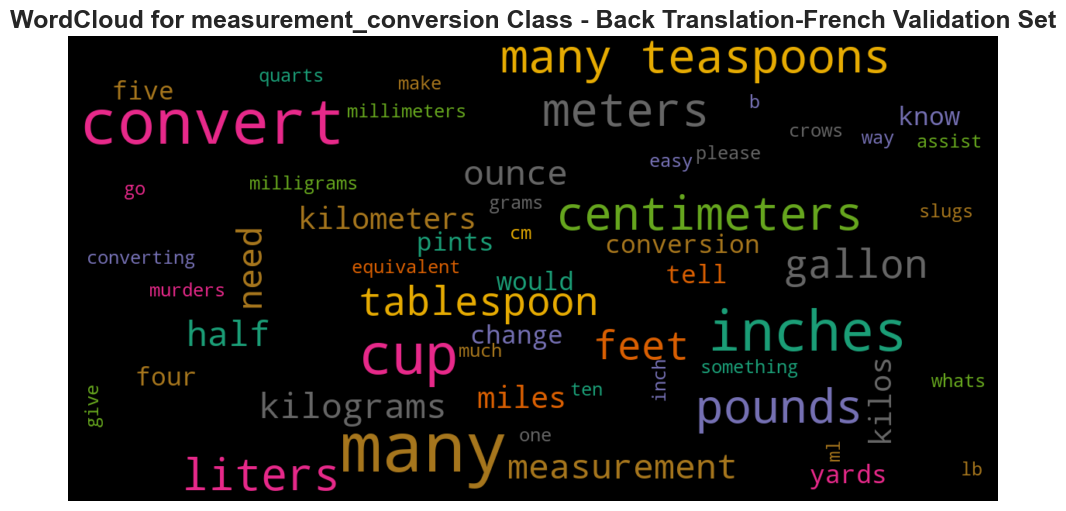 WordCloud for measurement_conversion Class - Back Translation-French Validation Set
many teaspoons
quarts
make
five
convert
millimeters
meters
b
know
crows
way
assist
easy
please
ounce
go
milligrams
grams
centimeters
slugs
kilometers
cm
pints
conversion
need
converting
equivalent
would
tell
gallon
murders
tablespoon
half
change
feet
inches
cup
much
something
four
inch
kilos
whats
give
kilograms
miles
ten
pounds
many
one
measurement
liters
ml
yards
lb